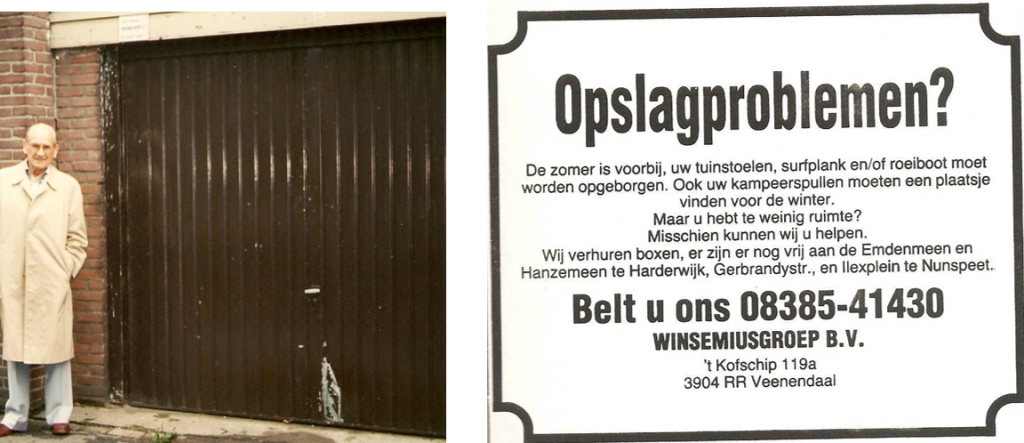 Opslagproblemen?
De zomer is voorbij, uw tuinstoelen, surfplank en/of roeiboot moet
worden opgeborgen. Ook uw kampeerspullen moeten een plaatsje
vinden voor de winter.
Maar u hebt te weinig ruimte?
Misschien kunnen wij u helpen.
Wij verhuren boxen, er zijn er nog vrij aan de Emdenmeen en
Hanzemeen te Harderwijk, Gerbrandystr., en Ilexplein te Nunspeet.
Belt u ons 08385-41430
WINSEMIUSGROEP B.V.
't Kofschip 119a
3904 RR Veenendaal